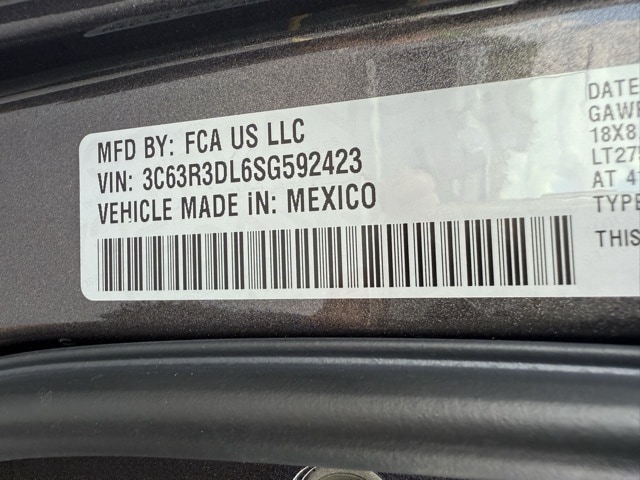 MFD BY: FCA US LLC
VIN: 3C63R3DL6SG592423
VEHICLE MADE iN: MEXICO
DATE
GAWR
18X8
LT275
AT 4
TYPE
THIS